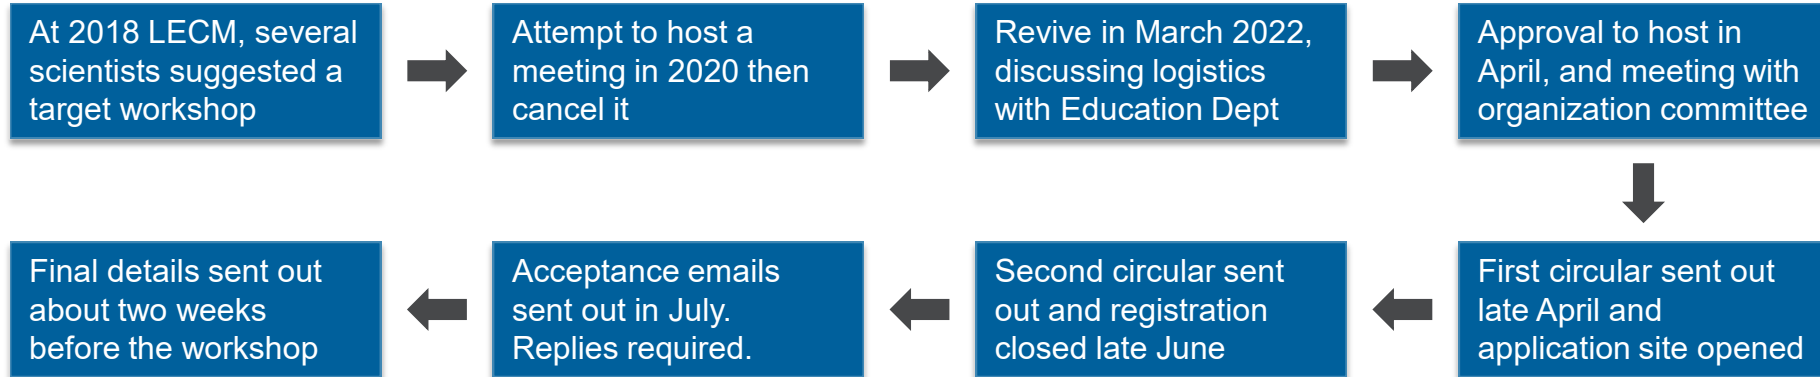 At 2018 LECM, several
scientists suggested a
target workshop
Attempt to host a
meeting in 2020 then
cancel it
Revive in March 2022,
discussing logistics
with Education Dept
Approval to host in
April, and meeting with
organization committee
First circular sent out
late April and
application site opened
Second circular sent
out and registration
closed late June
Acceptance emails
sent out in July.
Replies required.
Final details sent out
about two weeks
before the workshop